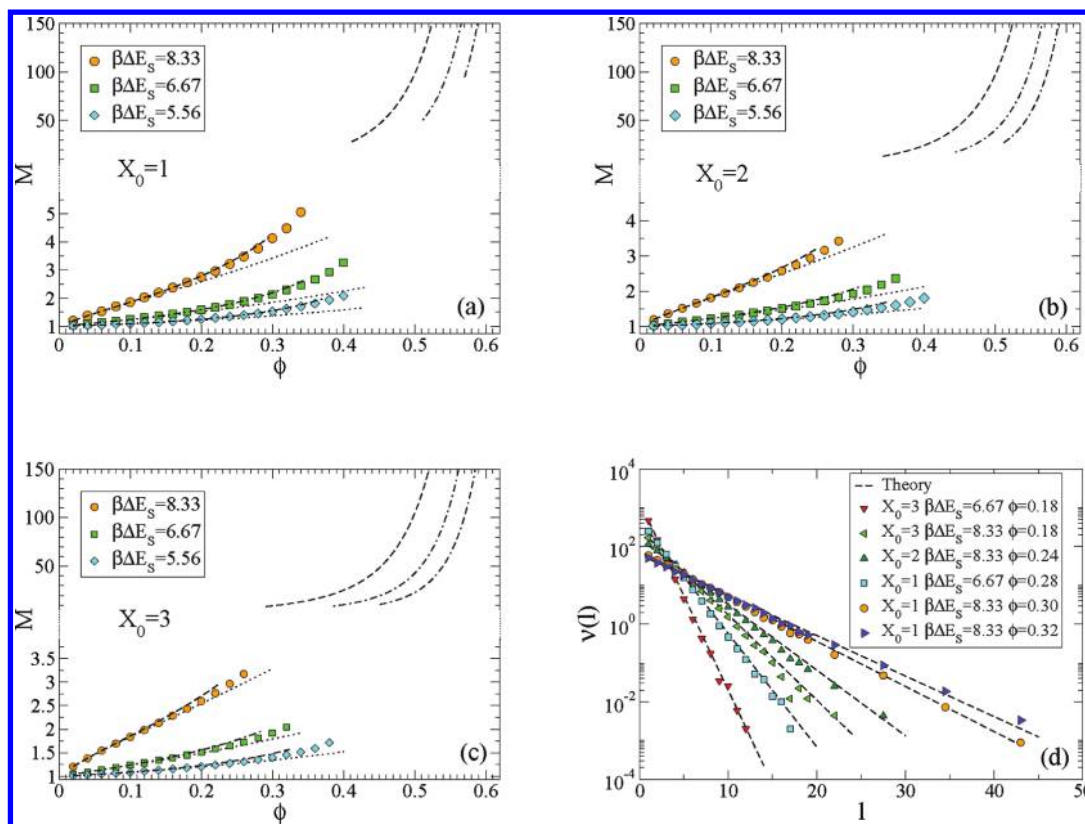 150
100
50
M
5
4
3
2
1
βΔE_S=8.33
βΔE_S=6.67
βΔE_S=5.56
X_0=1
(a)
0 0.1 0.2 0.3 0.4 0.5 0.6
ϕ
150
100
50
M
4
3
2
1
βΔE_S=8.33
βΔE_S=6.67
βΔE_S=5.56
X_0=2
(b)
0 0.1 0.2 0.3 0.4 0.5 0.6
ϕ
150
100
50
M
3.5
3
2.5
2
1.5
1
βΔE_S=8.33
βΔE_S=6.67
βΔE_S=5.56
X_0=3
(c)
0 0.1 0.2 0.3 0.4 0.5 0.6
ϕ
10^4
10^2
10^0
10^-2
10^-4
ν(l)
Theory
X_0=3 βΔE_S=6.67 ϕ=0.18
X_0=3 βΔE_S=8.33 ϕ=0.18
X_0=2 βΔE_S=8.33 ϕ=0.24
X_0=1 βΔE_S=6.67 ϕ=0.28
X_0=1 βΔE_S=8.33 ϕ=0.30
X_0=1 βΔE_S=8.33 ϕ=0.32
(d)
0 10 20 30 40 50
l